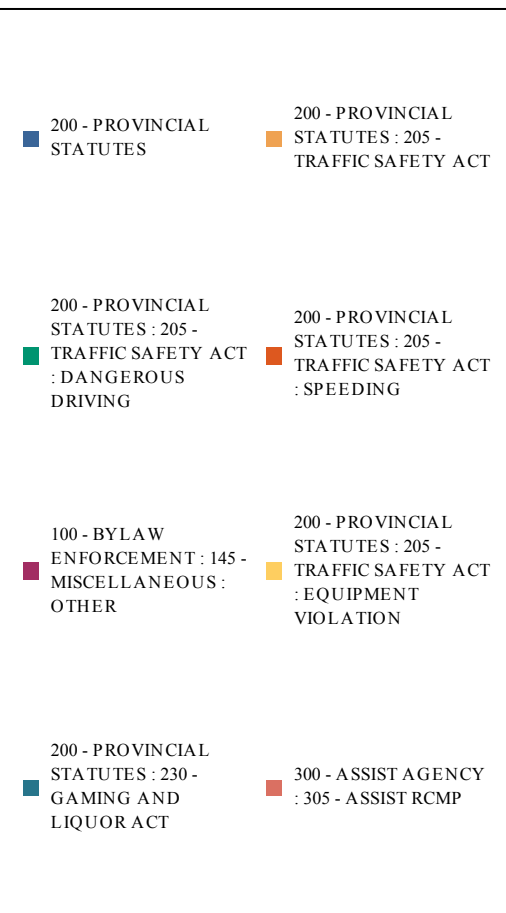 200 - PROVINCIAL
STATUTES
200 - PROVINCIAL
STATUTES : 205 -
TRAFFIC SAFETY ACT
200 - PROVINCIAL
STATUTES : 205 -
TRAFFIC SAFETY ACT
: DANGEROUS
DRIVING
200 - PROVINCIAL
STATUTES : 205 -
TRAFFIC SAFETY ACT
: SPEEDING
100 - BYLAW
ENFORCEMENT : 145 -
MISCELLANEOUS :
OTHER
200 - PROVINCIAL
STATUTES : 205 -
TRAFFIC SAFETY ACT
: EQUIPMENT
VIOLATION
200 - PROVINCIAL
STATUTES : 230 -
GAMING AND
LIQUOR ACT
300 - ASSIST AGENCY
: 305 - ASSIST RCMP